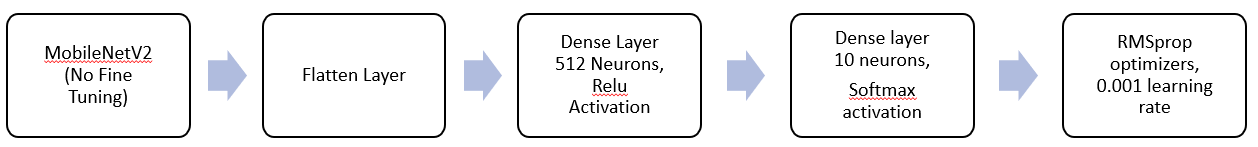 MobileNetV2
(No Fine
Tuning)
Flatten Layer
Dense Layer
512 Neurons,
Relu
Activation
Dense layer
10 neurons,
Softmax
activation
RMSprop
optimizers,
0.001 learning
rate